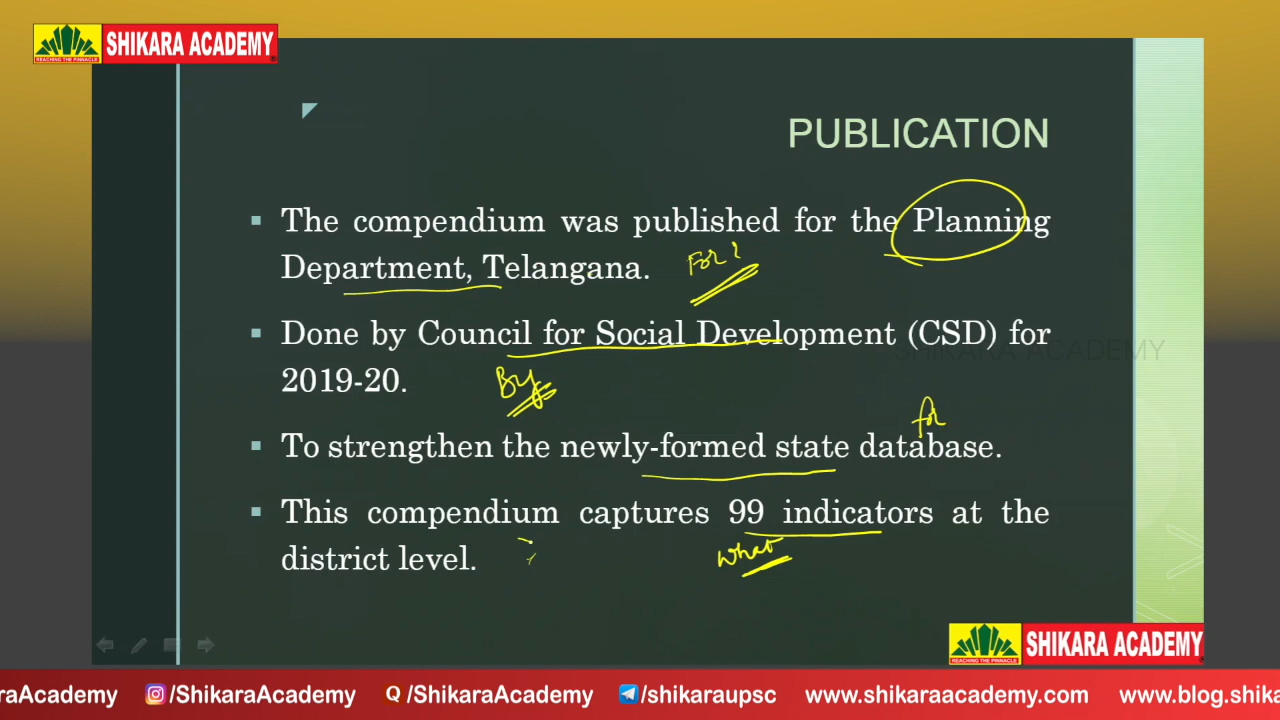 SHIKARA ACADEMY
REACHING THE PINNACLE
PUBLICATION
The compendium was published for the Planning
Department, Telangana.
For?
Done by Council for Social Development (CSD) for
SHIKARA ACADEMY
2019-20.
By
To strengthen the newly-formed state database.
This compendium captures 99 indicators at the
district level.
What
SHIKARA ACADEMY
REACHING THE PINNACLE
raAcademy /ShikaraAcademy /ShikaraAcademy /shikaraupsc www.shikaraacademy.com www.blog.shika